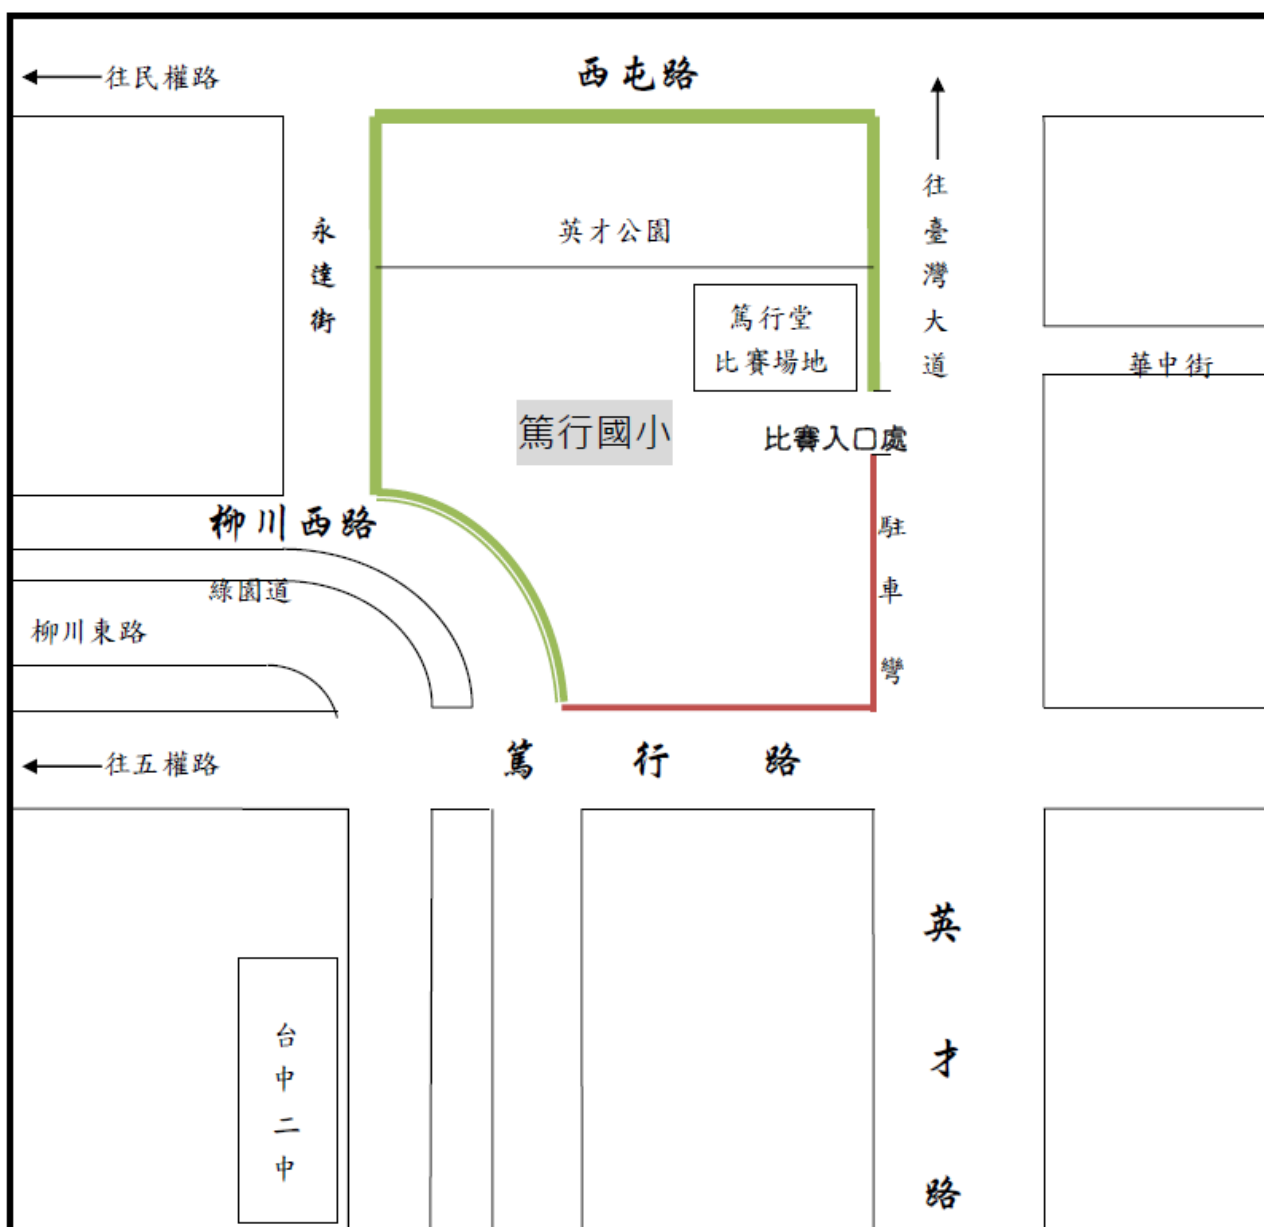 往民權路
西屯路
往臺灣大道
永達街
英才公園
篤行堂
比賽場地
華中街
篤行國小
比賽入口處
柳川西路
駐車彎
綠園道
柳川東路
往五權路
篤行路
英才路
台中二中